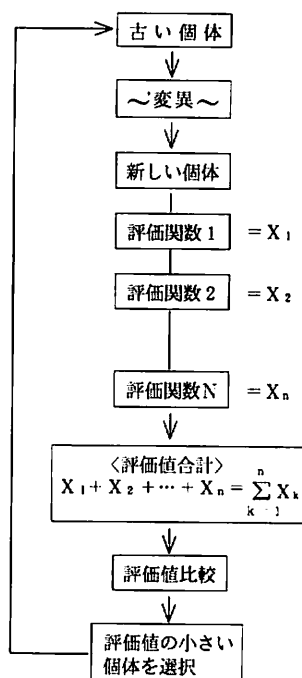 古い個体
～変異～
新しい個体
評価関数1 =X₁
評価関数2 =X₂
評価関数N =Xₙ
〈評価値合計〉
X₁+X₂+…+Xₙ=∑ⁿₖ₌₁Xₖ
評価値比較
評価値の小さい
個体を選択